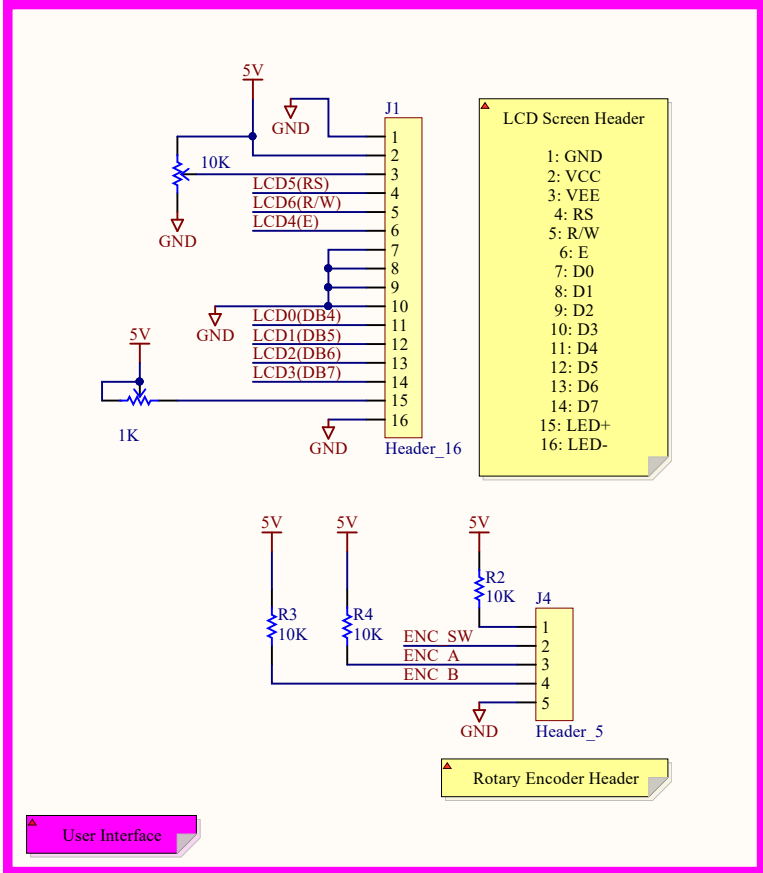 5V
GND
J1
10K
GND
1
2
3
4
5
6
7
8
9
10
11
12
13
14
15
16
LCD5(RS)
LCD6(R/W)
LCD4(E)
GND
LCD0(DB4)
LCD1(DB5)
LCD2(DB6)
LCD3(DB7)
5V
1K
GND
Header_16
LCD Screen Header
1: GND
2: VCC
3: VEE
4: RS
5: R/W
6: E
7: D0
8: D1
9: D2
10: D3
11: D4
12: D5
13: D6
14: D7
15: LED+
16: LED-
5V
5V
5V
R3
10K
R4
10K
R2
10K
J4
1
2
3
4
5
ENC_SW
ENC_A
ENC_B
GND
Header_5
Rotary Encoder Header
User Interface